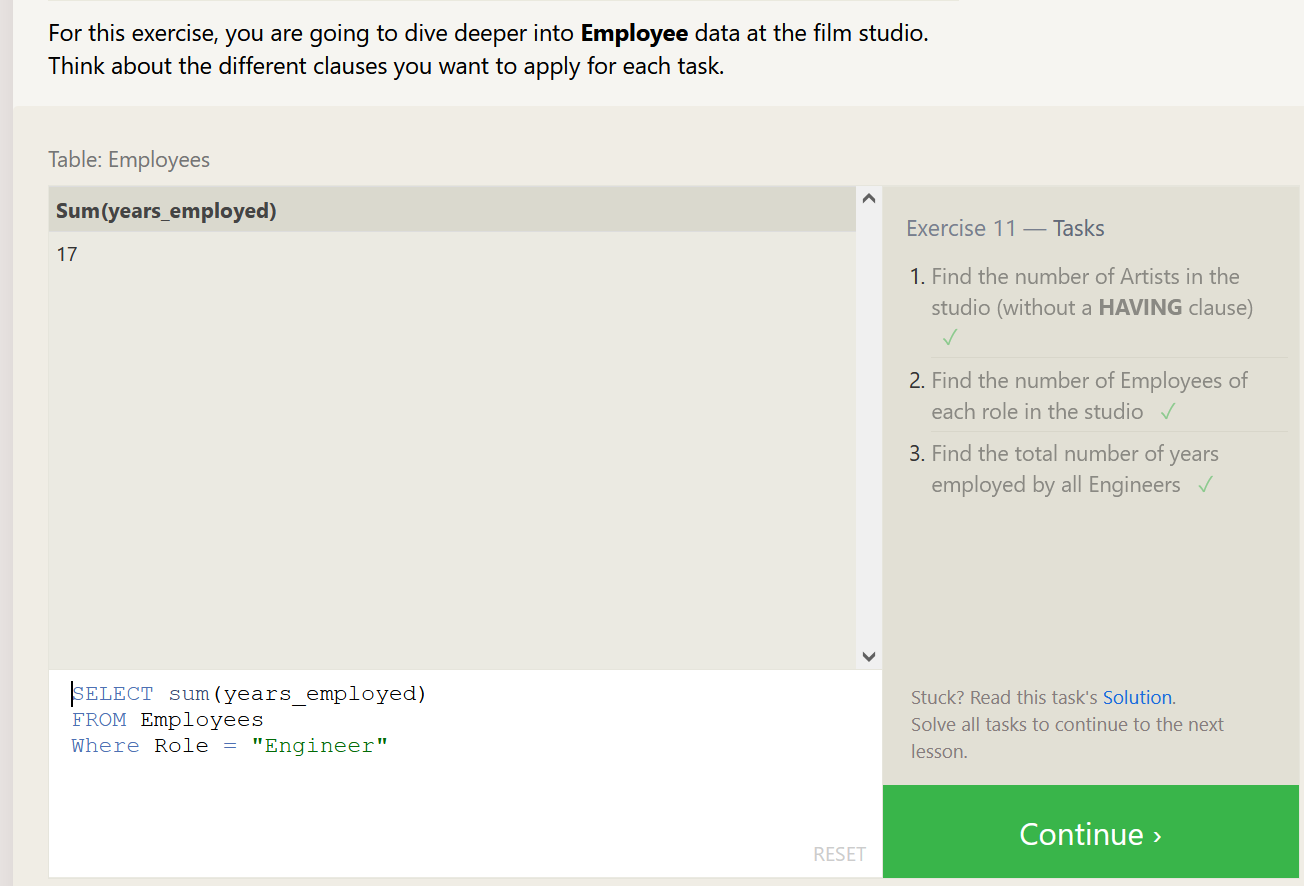 For this exercise, you are going to dive deeper into Employee data at the film studio.
Think about the different clauses you want to apply for each task.
Table: Employees
Sum(years_employed)
17
SELECT sum(years_employed)
FROM Employees
Where Role = "Engineer"
RESET
Exercise 11 — Tasks
1. Find the number of Artists in the
studio (without a HAVING clause)
✓
2. Find the number of Employees of
each role in the studio ✓
3. Find the total number of years
employed by all Engineers ✓
Stuck? Read this task's Solution.
Solve all tasks to continue to the next
lesson.
Continue ›